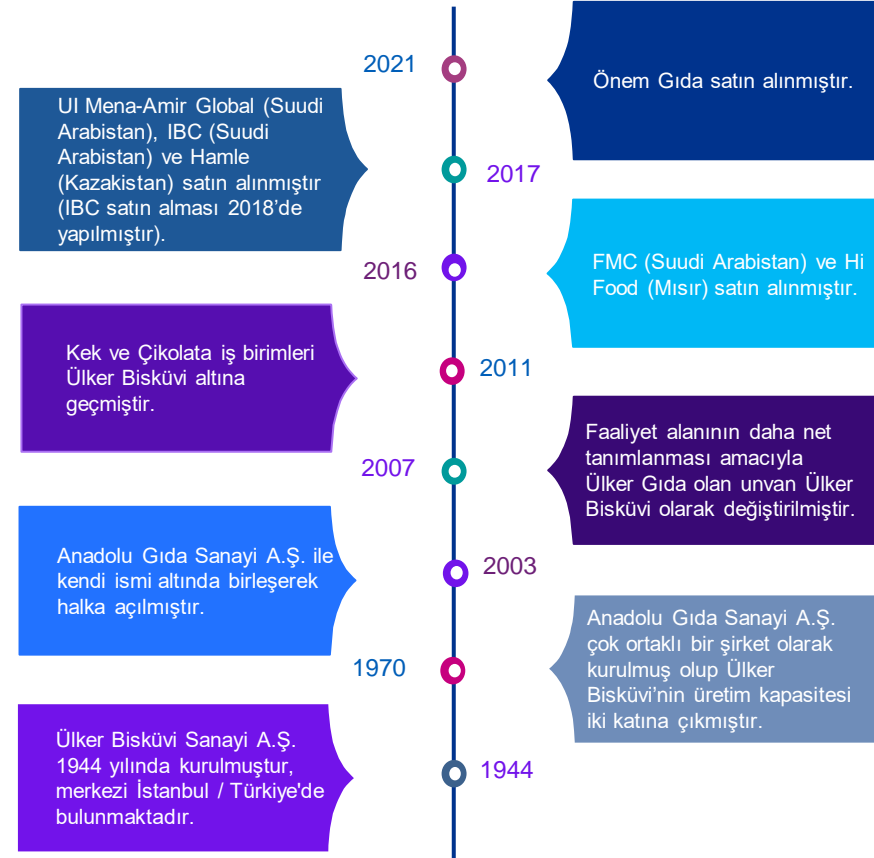 2021
Önem Gıda satın alınmıştır.
UI Mena-Amir Global (Suudi
Arabistan), IBC (Suudi
Arabistan) ve Hamle
(Kazakistan) satın alınmıştır
(IBC satın alması 2018’de
yapılmıştır).
2017
2016
FMC (Suudi Arabistan) ve Hi
Food (Mısır) satın alınmıştır.
Kek ve Çikolata iş birimleri
Ülker Bisküvi altına
geçmiştir.
2011
2007
Faaliyet alanının daha net
tanımlanması amacıyla
Ülker Gıda olan unvan Ülker
Bisküvi olarak değiştirilmiştir.
Anadolu Gıda Sanayi A.Ş. ile
kendi ismi altında birleşerek
halka açılmıştır.
2003
1970
Anadolu Gıda Sanayi A.Ş.
çok ortaklı bir şirket olarak
kurulmuş olup Ülker
Bisküvi’nin üretim kapasitesi
iki katına çıkmıştır.
Ülker Bisküvi Sanayi A.Ş.
1944 yılında kurulmuştur,
merkezi İstanbul / Türkiye'de
bulunmaktadır.
1944